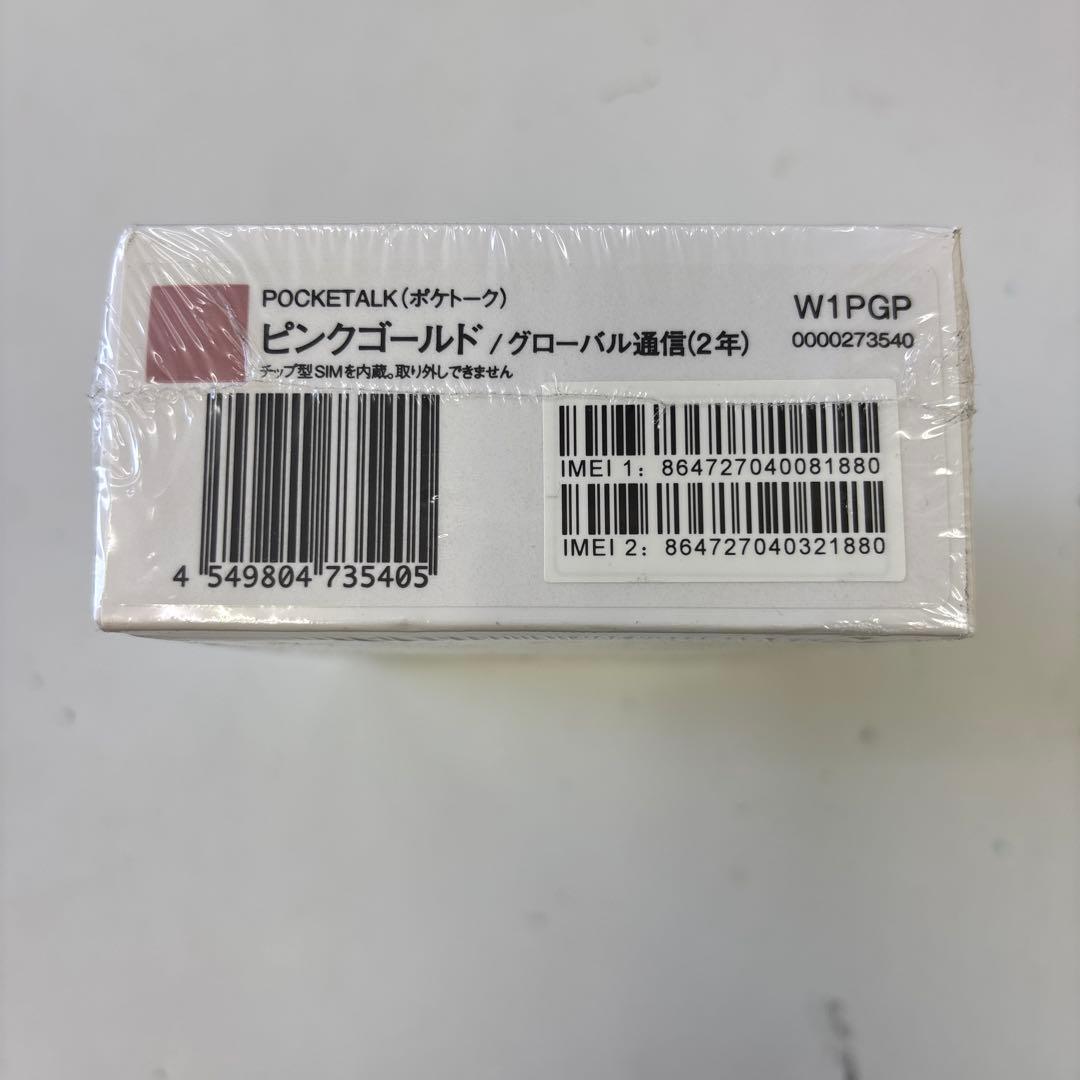 POCKETALK(ポケトーク)
ピンクゴールド / グローバル通信(2年)
チップ型SIMを内蔵。取り外しできません
W1PGP
0000273540
4 549804 735405
IMEI 1: 864727040081880
IMEI 2: 864727040321880